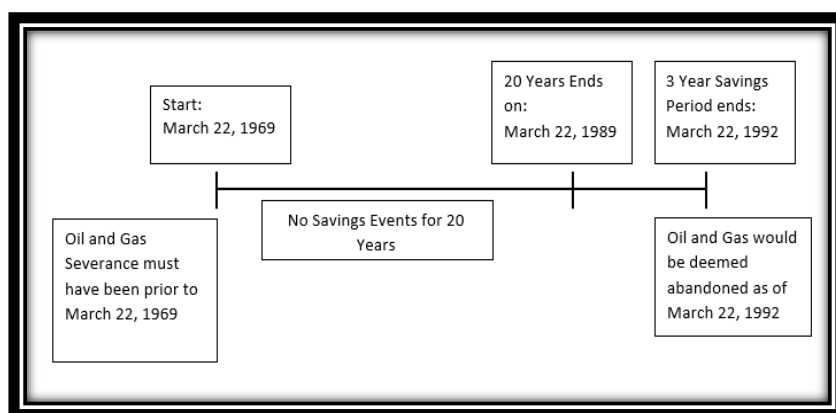 Start:
March 22, 1969
20 Years Ends
on:
March 22, 1989
3 Year Savings
Period ends:
March 22, 1992
No Savings Events for 20
Years
Oil and Gas
Severance must
have been prior to
March 22, 1969
Oil and Gas would
be deemed
abandoned as of
March 22, 1992